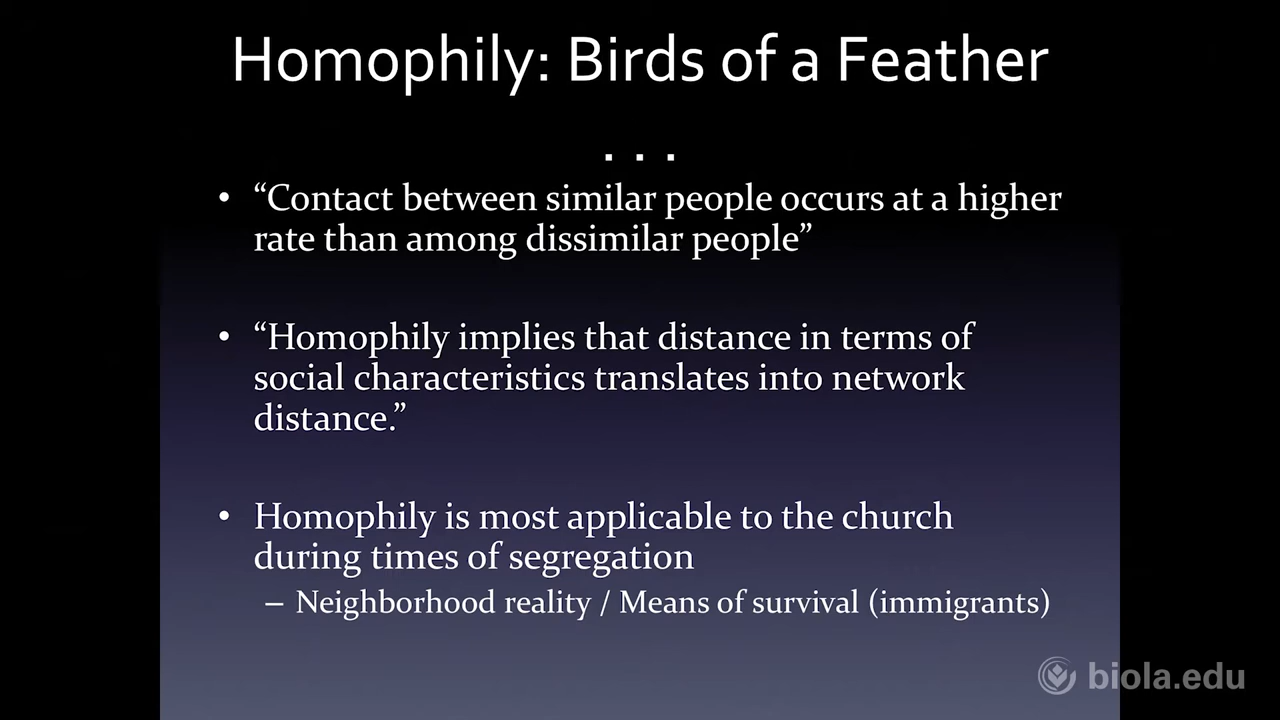 Homophily: Birds of a Feather
. . .
• “Contact between similar people occurs at a higher
rate than among dissimilar people”
• “Homophily implies that distance in terms of
social characteristics translates into network
distance.”
• Homophily is most applicable to the church
during times of segregation
– Neighborhood reality / Means of survival (immigrants)
biola.edu